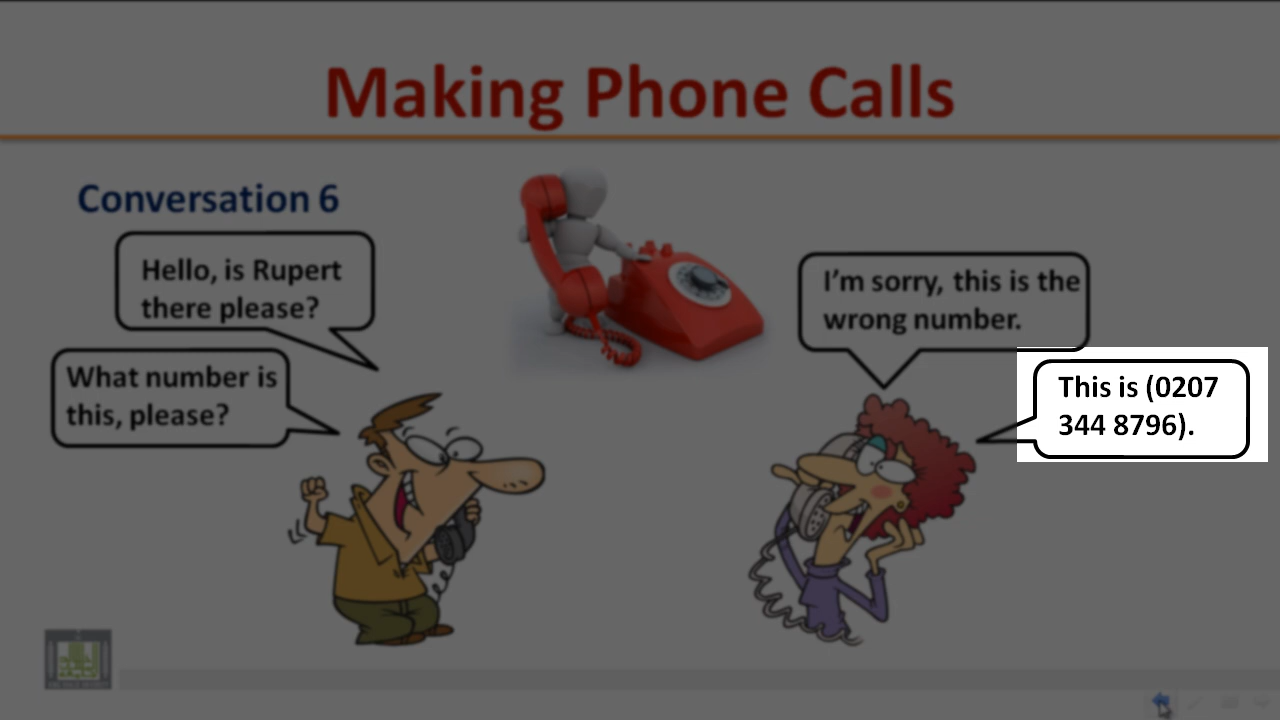 Making Phone Calls
Conversation 6
Hello, is Rupert
there please?
I'm sorry, this is the
wrong number.
What number is
this, please?
This is (0207
344 8796).